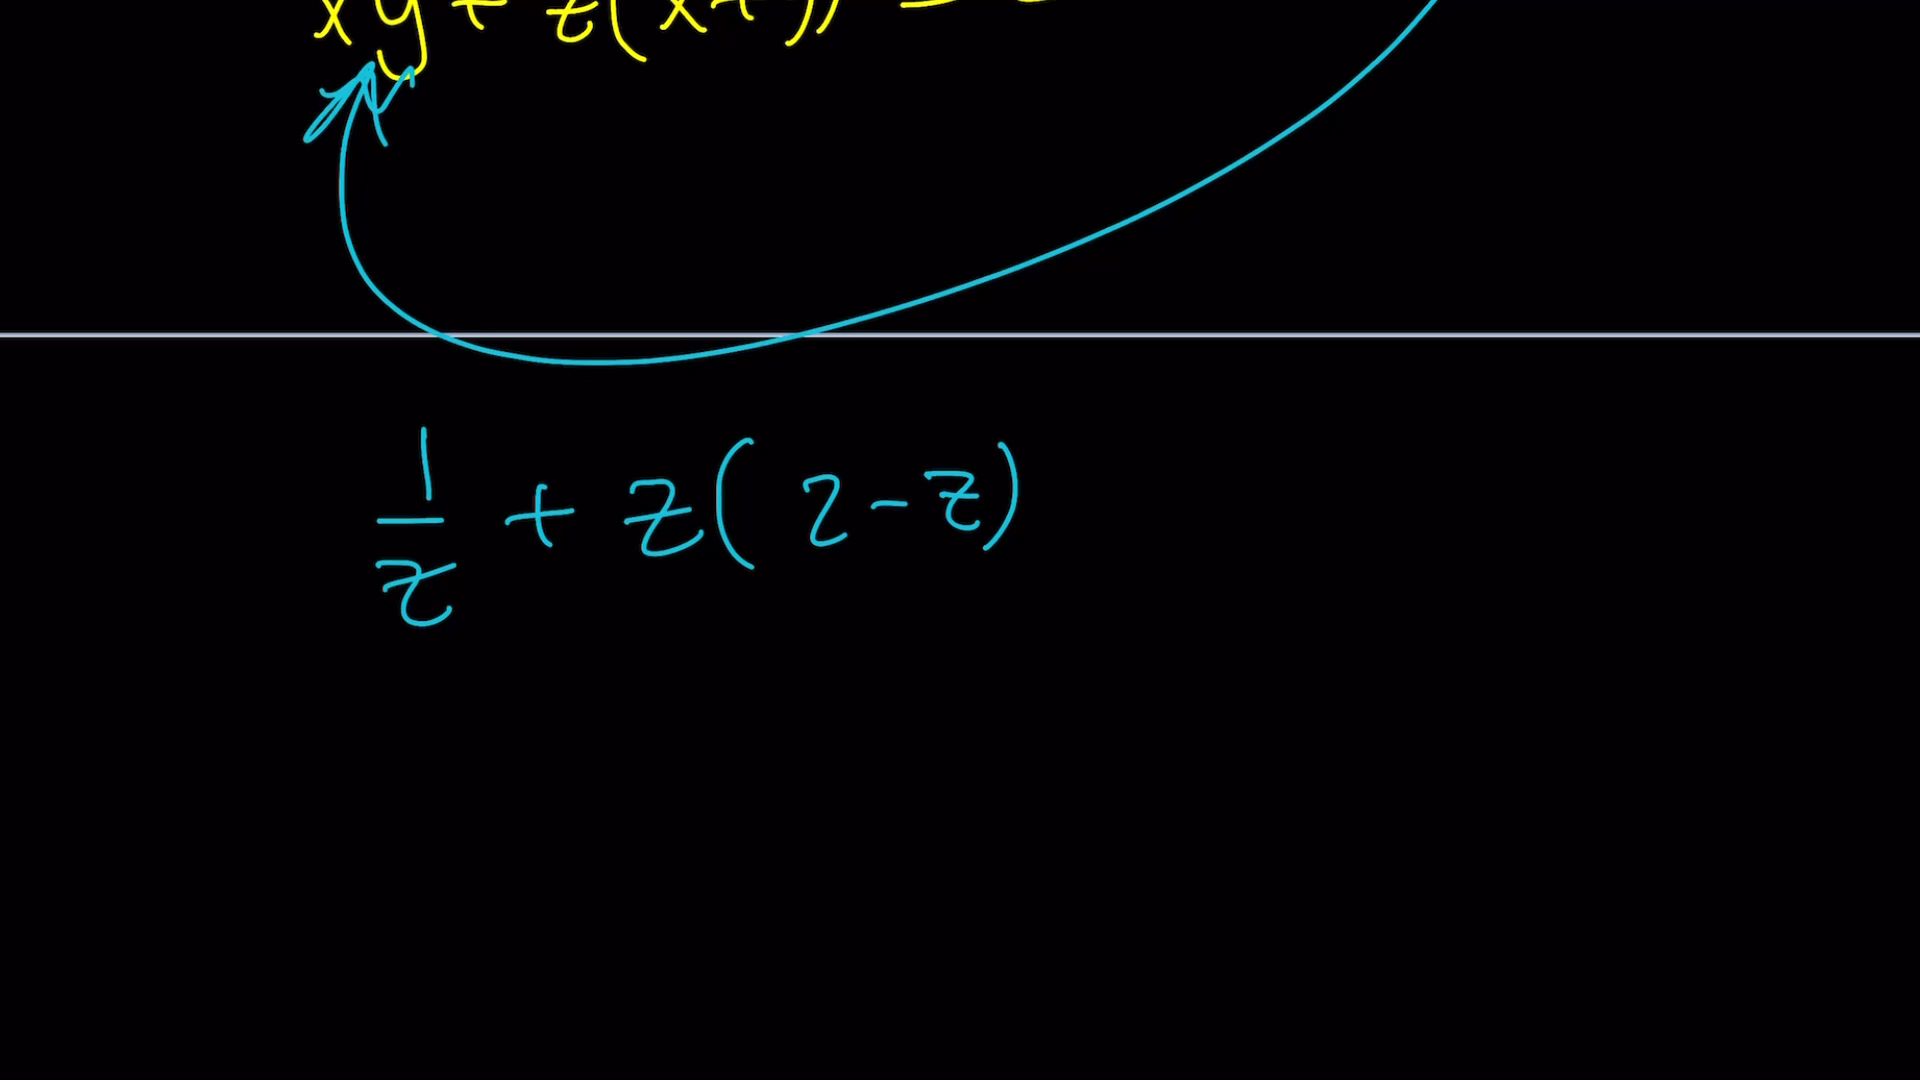 xy + z(x+y) =
1/z + z(2-z)